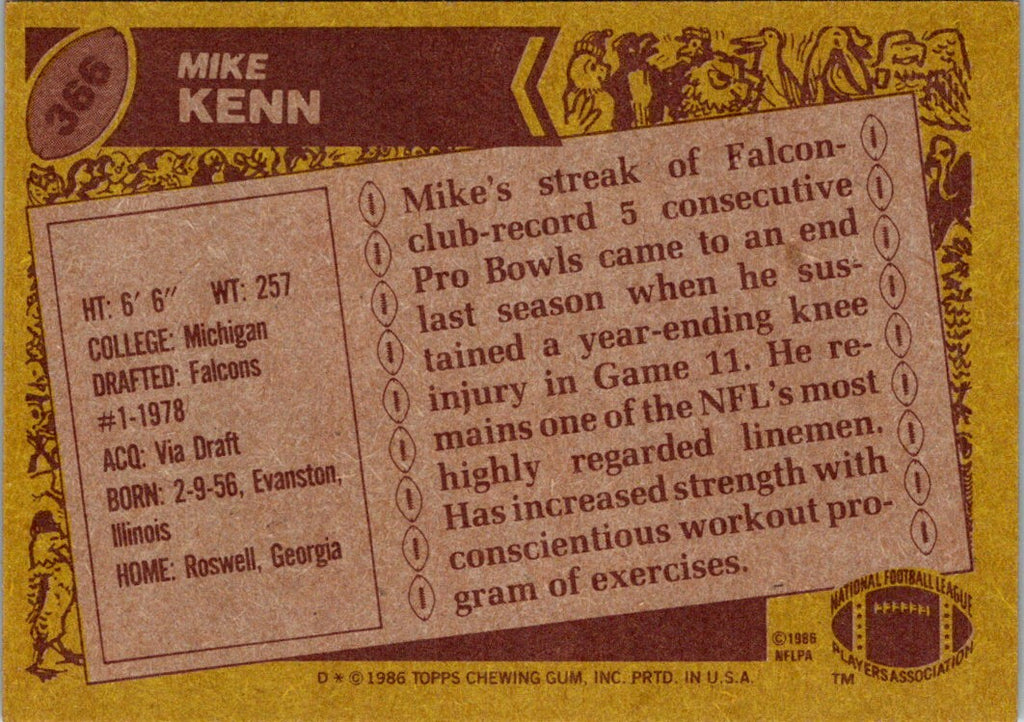 366
MIKE
KENN
HT: 6' 6" WT: 257
COLLEGE: Michigan
DRAFTED: Falcons
#1-1978
ACQ: Via Draft
BORN: 2-9-56, Evanston,
Illinois
HOME: Roswell, Georgia
Mike's streak of Falcon-
club-record 5 consecutive
Pro Bowls came to an end
last season when he sus-
tained a year-ending knee
injury in Game 11. He re-
mains one of the NFL's most
highly regarded linemen.
Has increased strength with
conscientious workout pro-
gram of exercises.
©1986
NFLPA
NATIONAL FOOTBALL LEAGUE
PLAYERS ASSOCIATION
TM
D * © 1986 TOPPS CHEWING GUM, INC. PRTD. IN U.S.A.